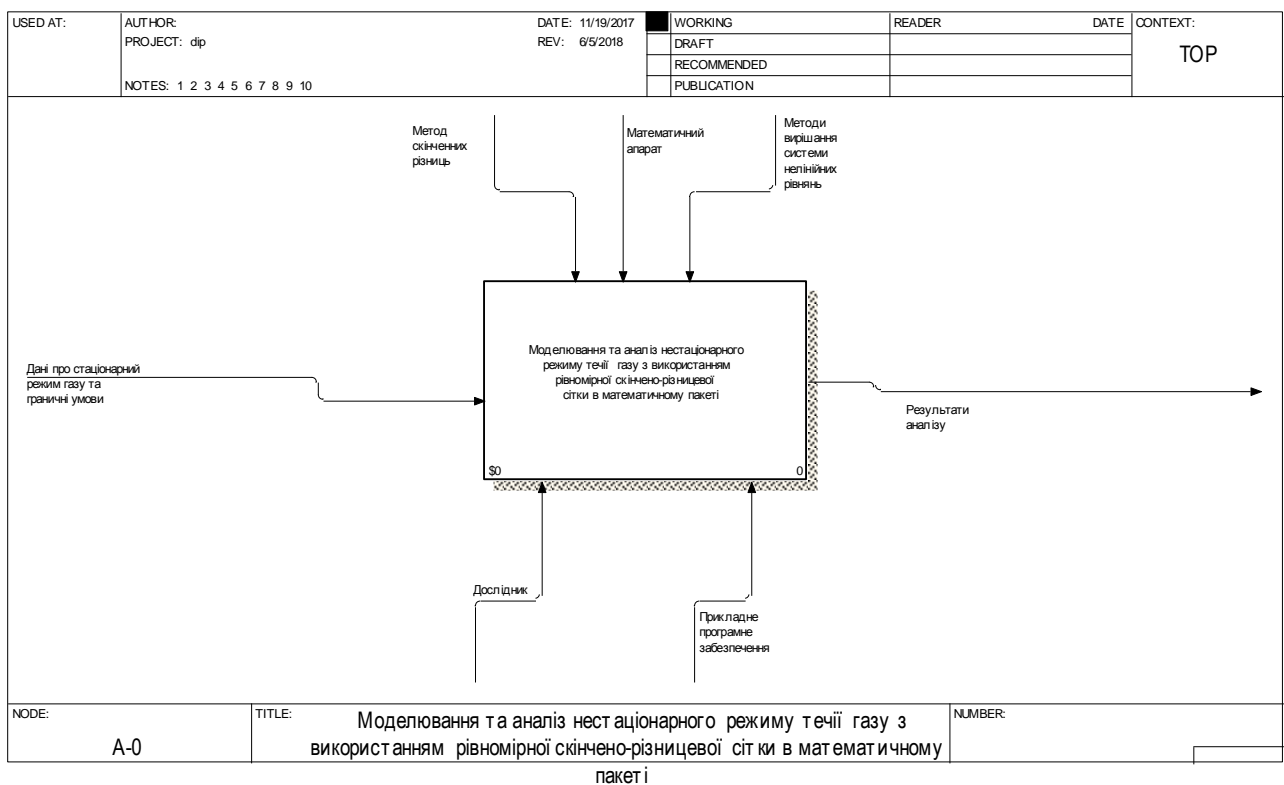 USED AT:
AUTHOR:
DATE: 11/19/2017
WORKING
READER
DATE
CONTEXT:
PROJECT: dip
REV: 6/5/2018
DRAFT
TOP
RECOMMENDED
NOTES: 1 2 3 4 5 6 7 8 9 10
PUBLICATION
Метод
скінченних
різниць
Математичний
апарат
Методи
вирішання
системи
нелінійних
рівнянь
Дані про стаціонарний
режим газу та
граничні умови
Моделювання та аналіз нестаціонарного
режиму течії газу з використанням
рівномірної скінчено-різницевої
сітки в математичному пакеті
$0
0
Результати
аналізу
Дослідник
Прикладне
програмне
забезпечення
NODE:
A-0
TITLE:
Моделювання та аналіз нестаціонарного режиму течії газу з
використанням рівномірної скінчено-різницевої сітки в математичному
пакеті
NUMBER: